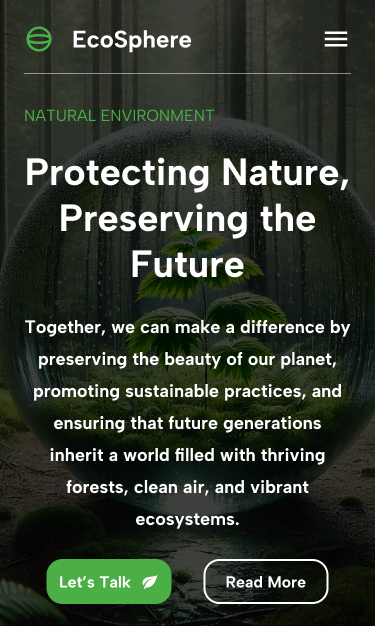 EcoSphere
NATURAL ENVIRONMENT
Protecting Nature,
Preserving the
Future
Together, we can make a difference by
preserving the beauty of our planet,
promoting sustainable practices, and
ensuring that future generations
inherit a world filled with thriving
forests, clean air, and vibrant
ecosystems.
Let's Talk
Read More